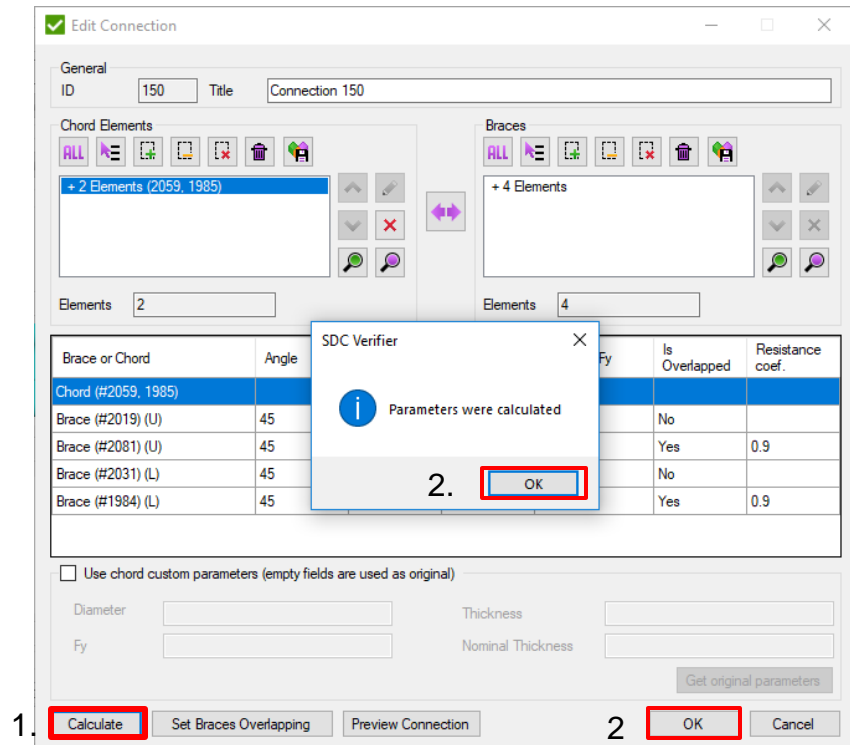 Edit Connection
General
ID 150 Title Connection 150
Chord Elements Braces
ALL ALL
+ 2 Elements (2059, 1985) + 4 Elements
Elements 2 Elements 4
Brace or Chord Angle SDC Verifier Fy Is Overlapped Resistance coef.
Chord (#2059, 1985)
Parameters were calculated
Brace (#2019) (U) 45 No
Brace (#2081) (U) 45 Yes 0.9
Brace (#2031) (L) 45 No
2. OK
Brace (#1984) (L) 45 Yes 0.9
Use chord custom parameters (empty fields are used as original)
Diameter Thickness
Fy Nominal Thickness
Get original parameters
1. Calculate Set Braces Overlapping Preview Connection 2 OK Cancel